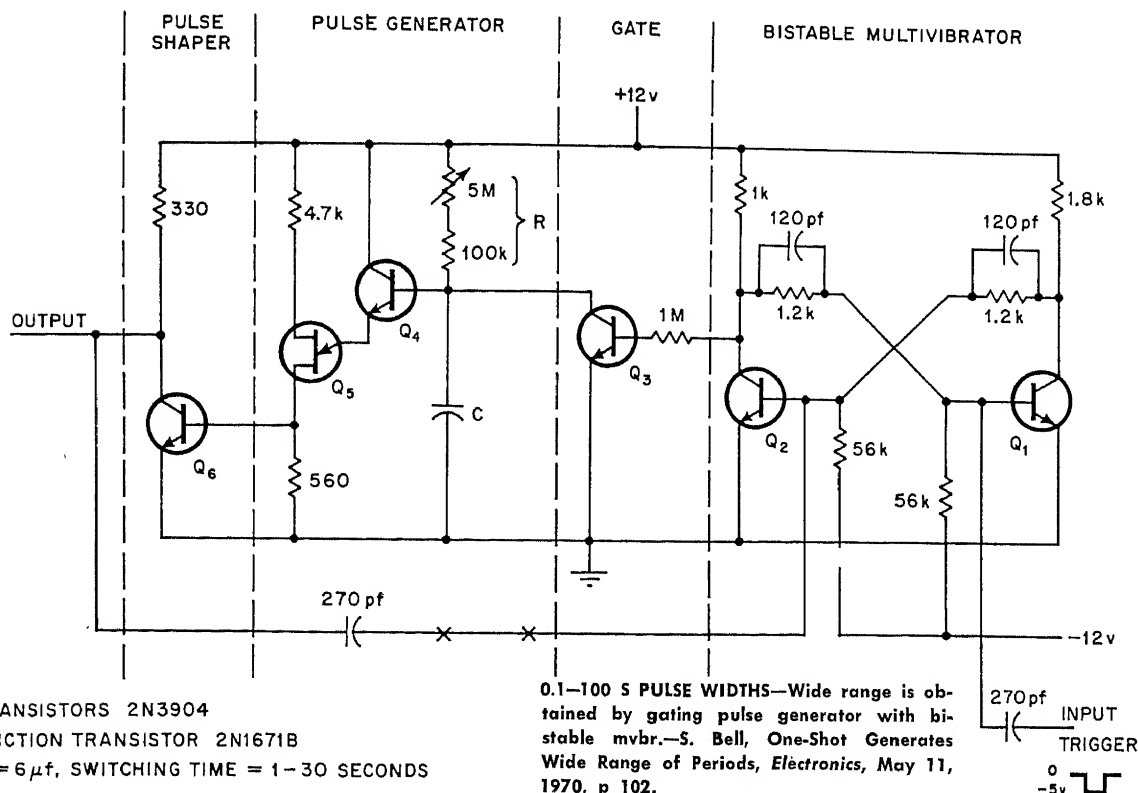 PULSE
SHAPER
PULSE GENERATOR
GATE
BISTABLE MULTIVIBRATOR
+12v
330
4.7k
5M
100k
R
1k
120pf
1.2k
120pf
1.2k
1.8k
OUTPUT
Q4
Q5
1M
Q3
C
Q6
560
Q2
56k
56k
Q1
270pf
-12v
270pf
INPUT
TRIGGER
0
-5v
ANSISTORS 2N3904
CTION TRANSISTOR 2N1671B
= 6μf, SWITCHING TIME = 1-30 SECONDS
0.1–100 S PULSE WIDTHS—Wide range is ob-
tained by gating pulse generator with bi-
stable mvbr.—S. Bell, One-Shot Generates
Wide Range of Periods, Electronics, May 11,
1970, p 102.